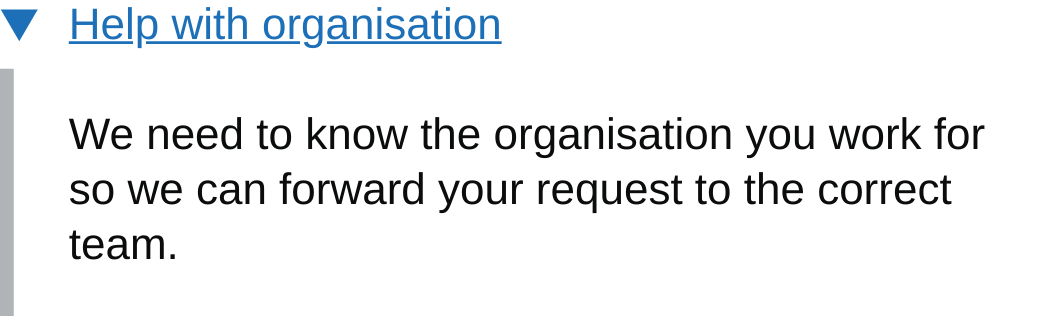 Help with organisation
We need to know the organisation you work for
so we can forward your request to the correct
team.